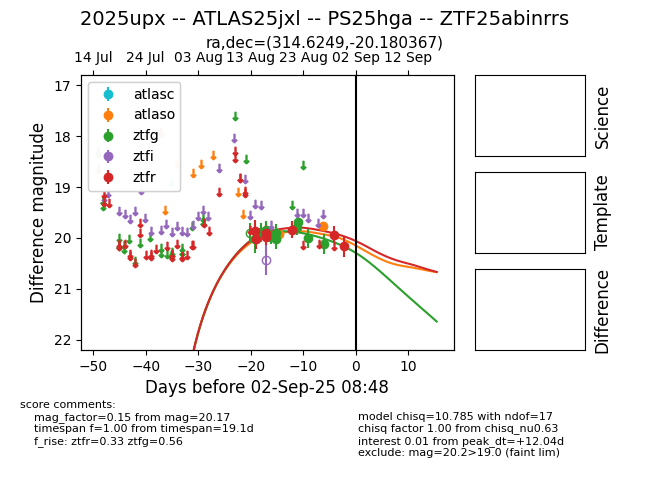 2025upx -- ATLAS25jxl -- PS25hga -- ZTF25abinrrs
ra,dec=(314.6249,-20.180367)
14 Jul 24 Jul 03 Aug 13 Aug 23 Aug 02 Sep 12 Sep
17
18
19
20
21
22
Difference magnitude
atlasc
atlaso
ztfg
ztfi
ztfr
−50 −40 −30 −20 −10 0 10
Days before 02-Sep-25 08:48
Science
Template
Difference
score comments:
mag_factor=0.15 from mag=20.17
timespan f=1.00 from timespan=19.1d
f_rise: ztfr=0.33 ztfg=0.56
model chisq=10.785 with ndof=17
chisq factor 1.00 from chisq_nu0.63
interest 0.01 from peak_dt=+12.04d
exclude: mag=20.2>19.0 (faint lim)